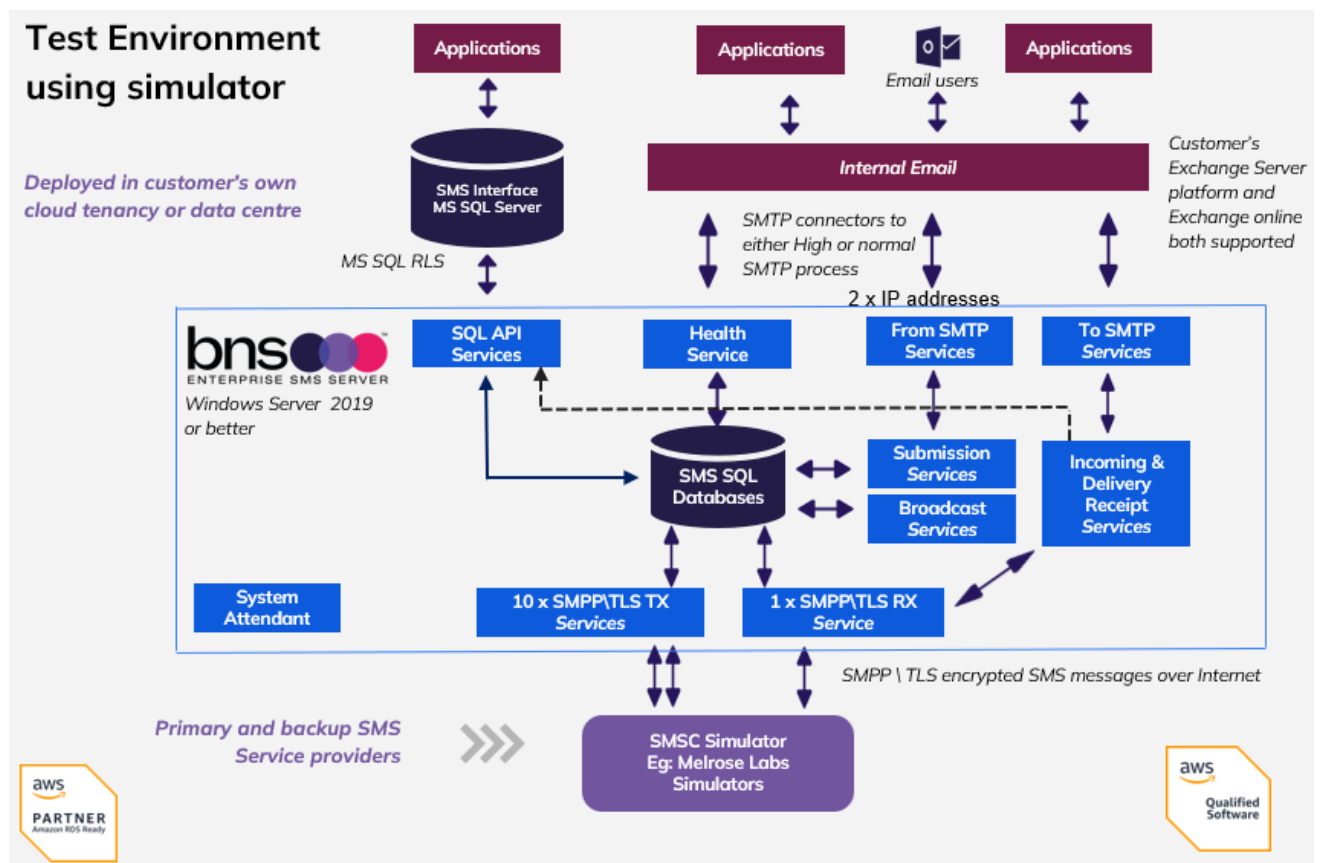 Test Environment
using simulator
Applications
Applications
Email users
Applications
Deployed in customer's own
cloud tenancy or data centre
SMS Interface
MS SQL Server
Internal Email
Customer's
Exchange Server
platform and
Exchange online
both supported
MS SQL RLS
SMTP connectors to
either High or normal
SMTP process
2 x IP addresses
bns
TM
ENTERPRISE SMS SERVER
Windows Server 2019
or better
SQL API
Services
Health
Service
From SMTP
Services
To SMTP
Services
SMS SQL
Databases
Submission
Services
Broadcast
Services
Incoming &
Delivery
Receipt
Services
System
Attendant
10 x SMPP\TLS TX
Services
1 x SMPP\TLS RX
Service
SMPP \ TLS encrypted SMS messages over Internet
Primary and backup SMS
Service providers
SMSC Simulator
Eg: Melrose Labs
Simulators
aws
PARTNER
Amazon RDS Ready
aws
Qualified
Software